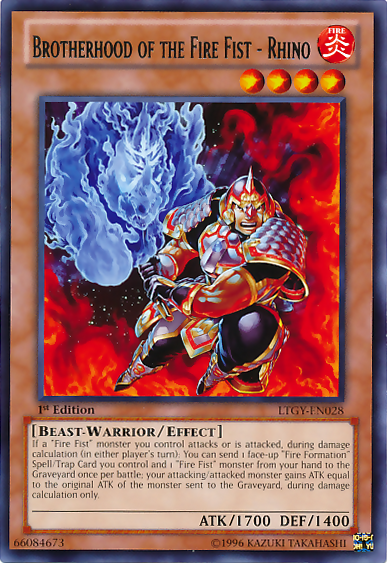 BROTHERHOOD OF THE FIRE FIST - RHINO
FIRE
炎
1st Edition
LTGY-EN028
[BEAST-WARRIOR/EFFECT]
If a "Fire Fist" monster you control attacks or is attacked, during damage
calculation (in either player's turn): You can send 1 face-up "Fire Formation"
Spell/Trap Card you control and 1 "Fire Fist" monster from your hand to the
Graveyard once per battle; your attacking/attacked monster gains ATK equal
to the original ATK of the monster sent to the Graveyard, during damage
calculation only.
ATK/1700 DEF/1400
66084673
©1996 KAZUKI TAKAHASHI